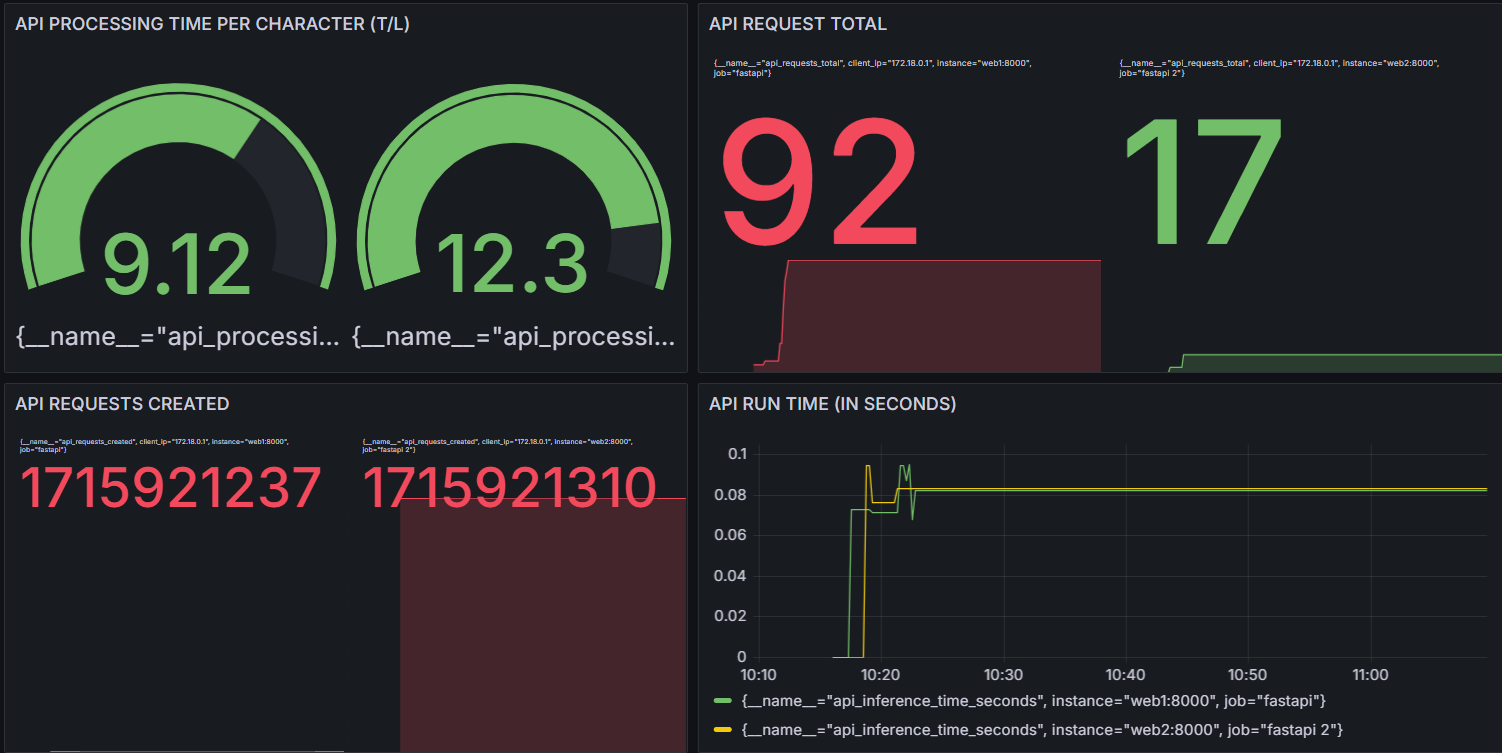 API PROCESSING TIME PER CHARACTER (T/L)
9.12
12.3
{__name__="api_processi...
{__name__="api_processi...
API REQUEST TOTAL
{__name__="api_requests_total", client_ip="172.18.0.1", instance="web1:8000",
job="fastapi"}
92
{__name__="api_requests_total", client_ip="172.18.0.1", instance="web2:8000",
job="fastapi 2"}
17
API REQUESTS CREATED
{__name__="api_requests_created", client_ip="172.18.0.1", instance="web1:8000",
job="fastapi"}
1715921237
{__name__="api_requests_created", client_ip="172.18.0.1", instance="web2:8000",
job="fastapi 2"}
1715921310
API RUN TIME (IN SECONDS)
0.1
0.08
0.06
0.04
0.02
0
10:10 10:20 10:30 10:40 10:50 11:00
{__name__="api_inference_time_seconds", instance="web1:8000", job="fastapi"}
{__name__="api_inference_time_seconds", instance="web2:8000", job="fastapi 2"}